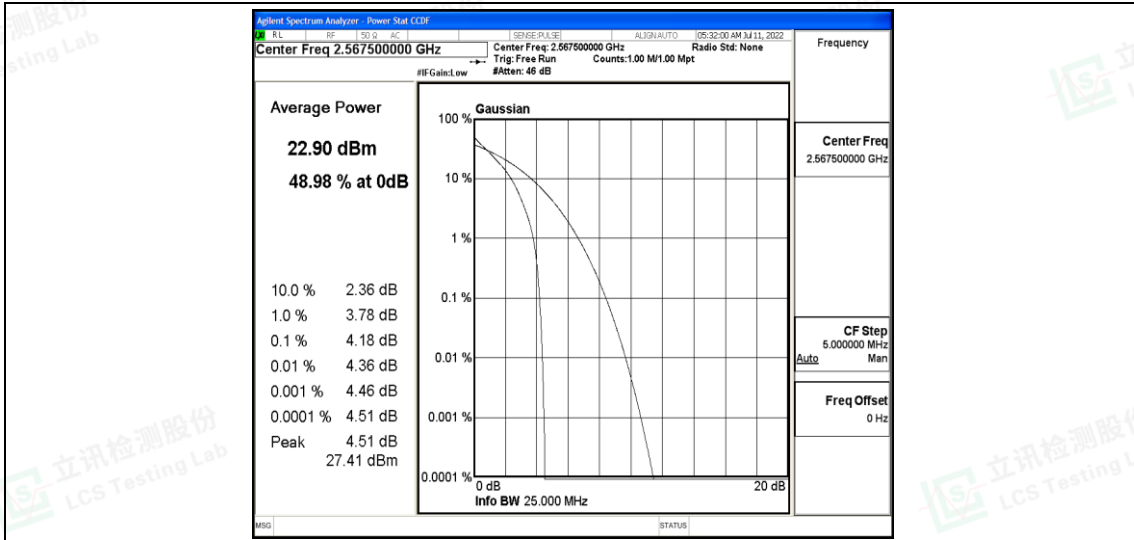 Agilent Spectrum Analyzer - Power Stat CCDF
RL RF 50 Ω AC SENSE:PULSE ALIGNAUTO 05:32:00 AM Jul 11, 2022
Center Freq 2.567500000 GHz
Center Freq: 2.567500000 GHz Radio Std: None
Trig: Free Run Counts:1.00 M/1.00 Mpt
#IFGain:Low #Atten: 46 dB
Frequency
Center Freq
2.567500000 GHz
CF Step
5.000000 MHz
Auto Man
Freq Offset
0 Hz
Average Power
22.90 dBm
48.98 % at 0dB
10.0 % 2.36 dB
1.0 % 3.78 dB
0.1 % 4.18 dB
0.01 % 4.36 dB
0.001 % 4.46 dB
0.0001 % 4.51 dB
Peak 4.51 dB
27.41 dBm
Gaussian
100 %
10 %
1 %
0.1 %
0.01 %
0.001 %
0.0001 %
0 dB 20 dB
Info BW 25.000 MHz
MSG STATUS
立讯检测股份
LCS Testing Lab
立讯检测股份
LCS Testing L